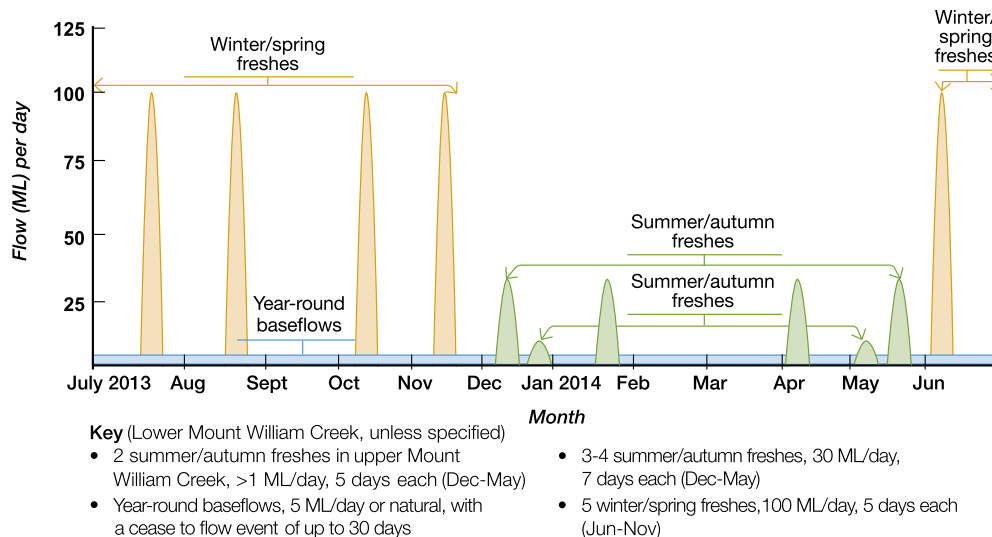 125
100
75
50
25
Flow (ML) per day
Winter/spring
freshes
Year-round
baseflows
Summer/autumn
freshes
Summer/autumn
freshes
Winter/
spring
freshes
July 2013 Aug Sept Oct Nov Dec Jan 2014 Feb Mar Apr May Jun
Month
Key (Lower Mount William Creek, unless specified)
• 2 summer/autumn freshes in upper Mount
William Creek, >1 ML/day, 5 days each (Dec-May)
• Year-round baseflows, 5 ML/day or natural, with
a cease to flow event of up to 30 days
• 3-4 summer/autumn freshes, 30 ML/day,
7 days each (Dec-May)
• 5 winter/spring freshes,100 ML/day, 5 days each
(Jun-Nov)